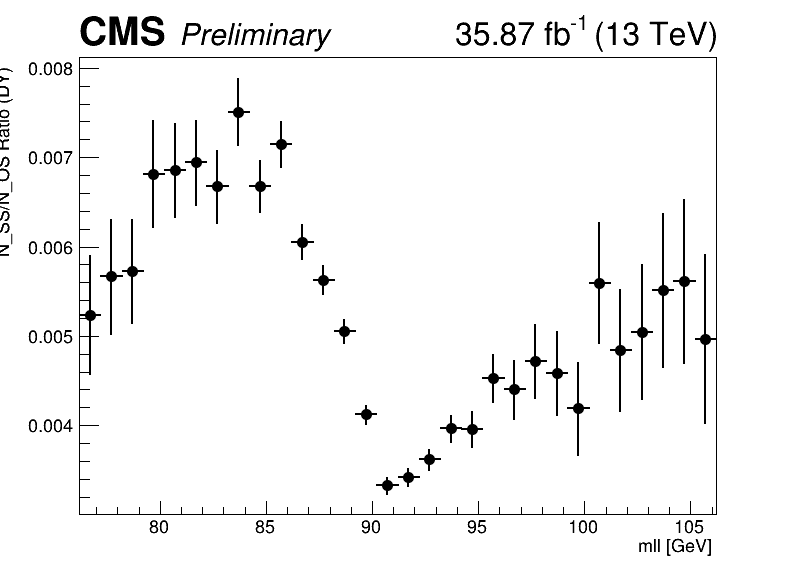 CMS Preliminary 35.87 fb-1 (13 TeV)
N_SS/N_OS Ratio (DY)
0.008
0.007
0.006
0.005
0.004
80 85 90 95 100 105
mll [GeV]